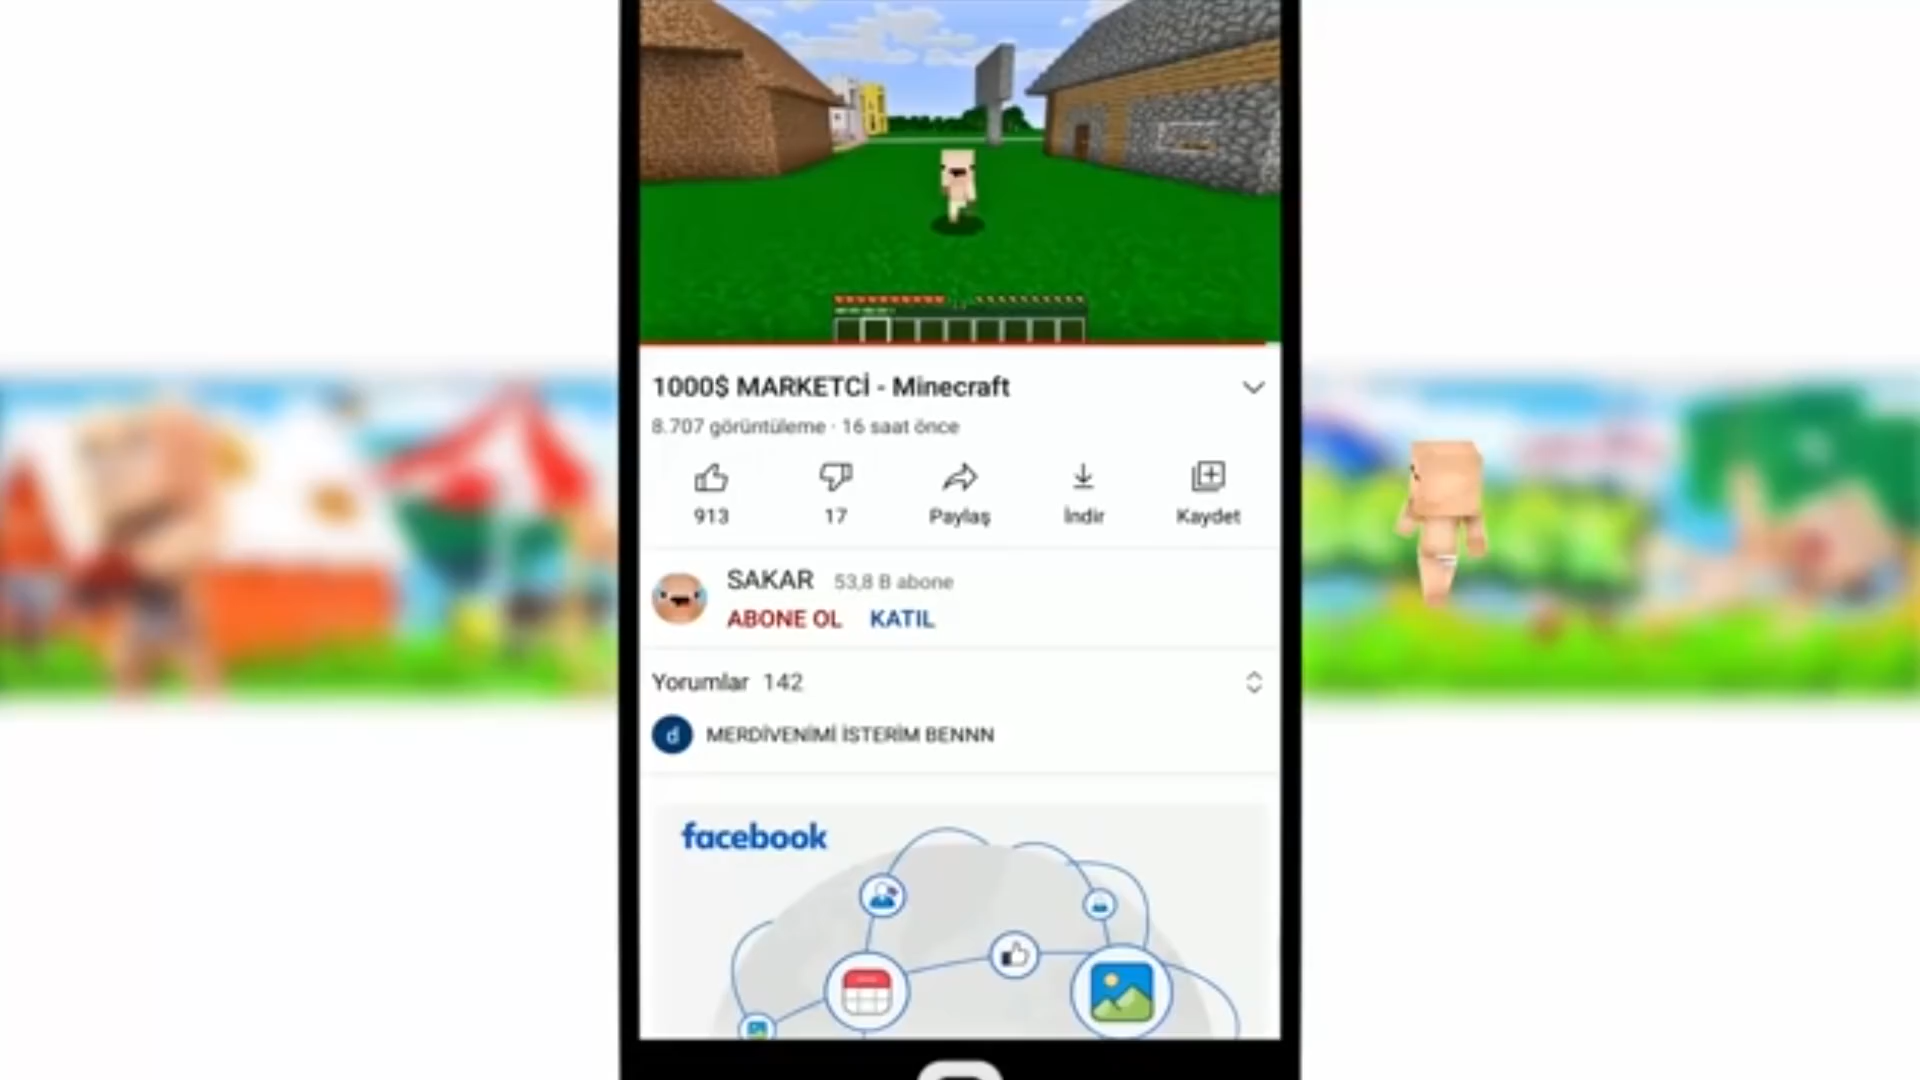 1000$ MARKETCİ - Minecraft
8.707 görüntüleme · 16 saat önce
913
17
Paylaş
İndir
Kaydet
SAKAR 53,8 B abone
ABONE OL KATIL
Yorumlar 142
d MERDİVENİMİ İSTERİM BENNN
facebook